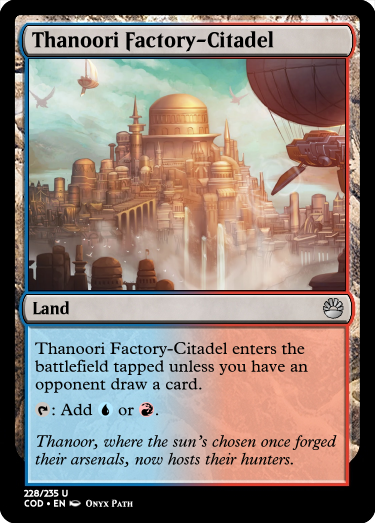 Thanoori Factory-Citadel
Land
Thanoori Factory-Citadel enters the
battlefield tapped unless you have an
opponent draw a card.
: Add or .
Thanoor, where the sun's chosen once forged
their arsenals, now hosts their hunters.
228/235 U
COD • EN Onyx Path